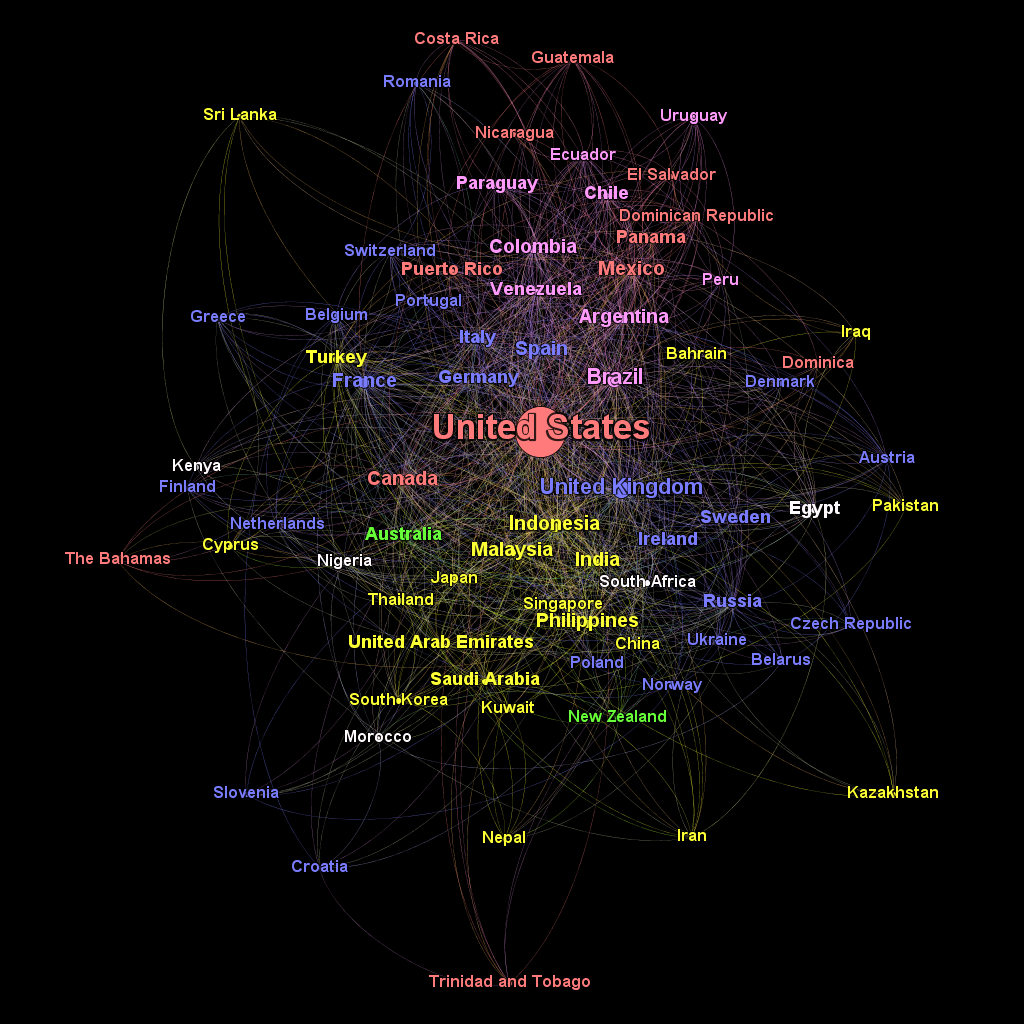 Costa Rica
Guatemala
Romania
Sri Lanka
Uruguay
Nicaragua
Ecuador
El Salvador
Paraguay
Chile
Dominican Republic
Panama
Colombia
Switzerland
Puerto Rico
Mexico
Peru
Venezuela
Portugal
Greece
Belgium
Argentina
Iraq
Italy
Spain
Bahrain
Turkey
Dominica
France
Germany
Brazil
Denmark
United States
Austria
Kenya
Canada
Finland
United Kingdom
Pakistan
Egypt
Sweden
Netherlands
Indonesia
Australia
Ireland
Cyprus
Malaysia
The Bahamas
Nigeria
India
Japan
South Africa
Thailand
Singapore
Russia
Philippines
Czech Republic
United Arab Emirates
China
Ukraine
Poland
Belarus
Saudi Arabia
Norway
South Korea
Kuwait
New Zealand
Morocco
Slovenia
Kazakhstan
Nepal
Iran
Croatia
Trinidad and Tobago